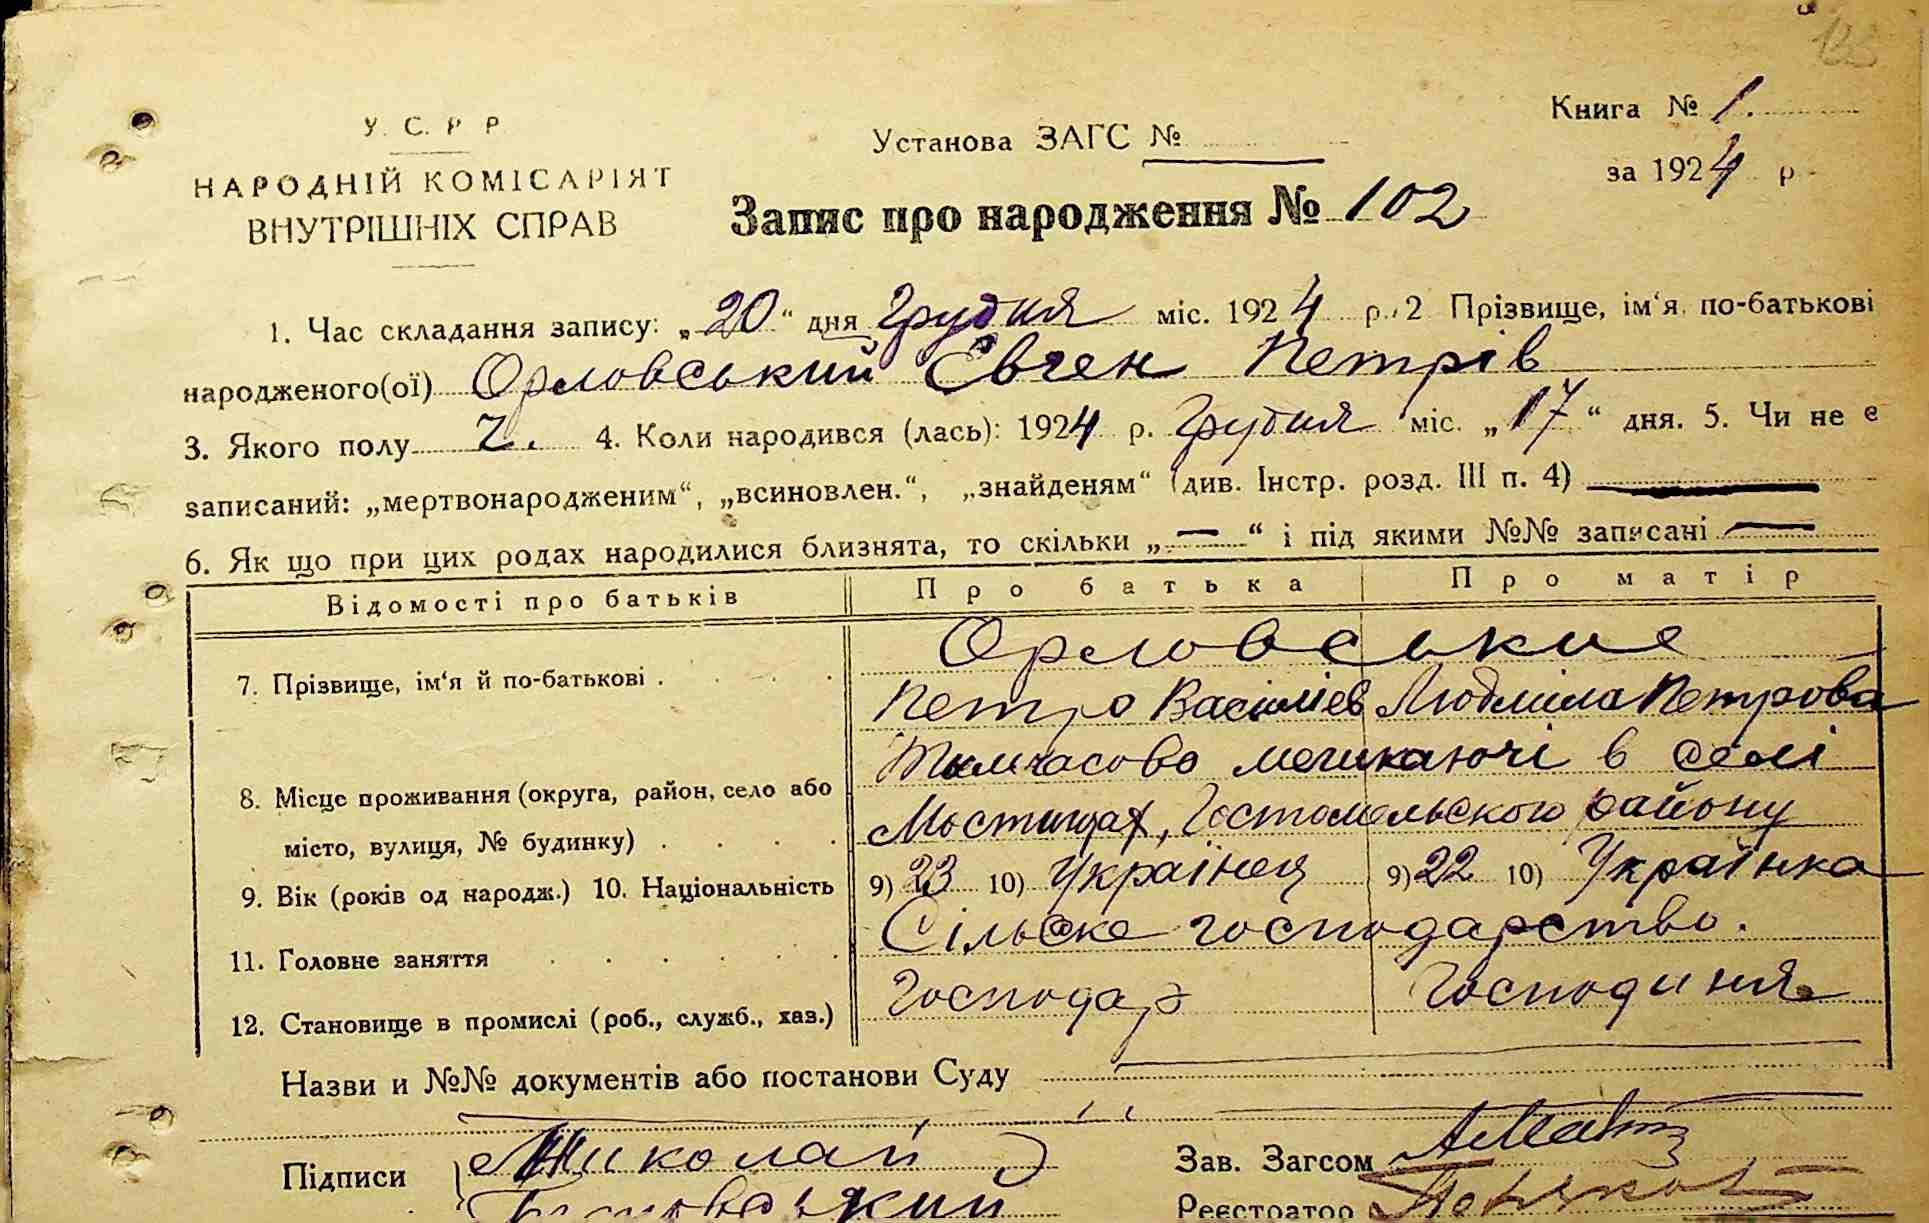 У. С. Р Р
Книга № 1.
Установа ЗАГС №
НАРОДНІЙ КОМІСАРІЯТ
за 1924 р.
ВНУТРІШНІХ СПРАВ
Запис про народження № 102
1. Час складання запису: „20“ дня Грудня міс. 1924 р. 2 Прізвище, ім‘я, по-батькові
народженого(ої) Орловський Євген Петрів
3. Якого полу ч. 4. Коли народився (лась): 1924 р. Грудня міс. „17“ дня. 5. Чи не є
записаний: „мертвонародженим“, „всиновлен.“, „знайденям“ (див. Інстр. розд. III п. 4) —
6. Як що при цих родах народилися близнята, то скільки „—“ і під якими №№ записані —
Відомості про батьків Про батька Про матір
Орловські
7. Прізвище, ім‘я й по-батькові . . . .
Петро Василіев Людміла Петрова
Тимчасово мешкаючі в селі
8. Місце проживання (округа, район, село або
Мостищах, Гостомельского району
місто, вулиця, № будинку) . . . .
9. Вік (років од народж.) 10. Національність 9) 23 10) Українец 9) 22 10) Українка
Сільске господарство.
11. Головне заняття . . . . .
Господар Господиня
12. Становище в промислі (роб., служб., хаз.)
Назви и №№ документів або постанови Суду
Підписи Николай Зав. Загсом
Реєстратор